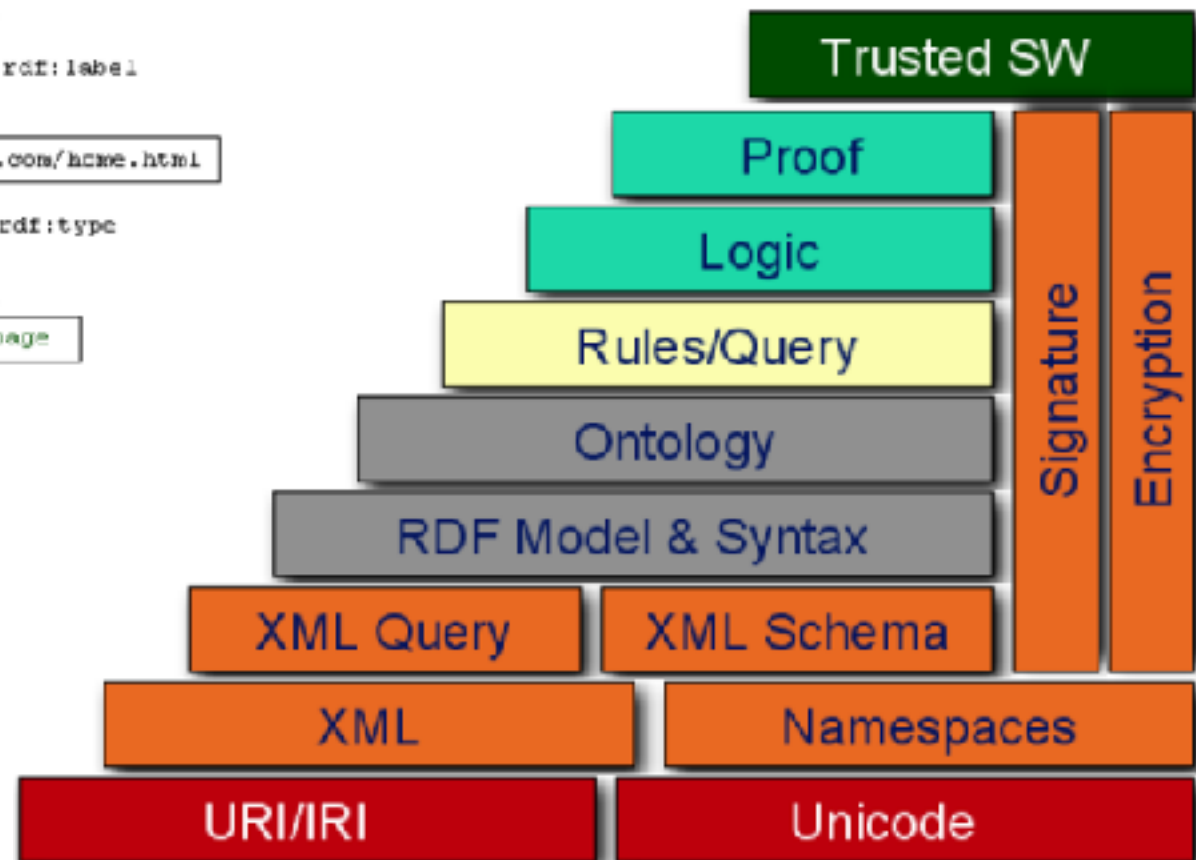 rdf:label
.com/home.html
rdf:type
page
Trusted SW
Proof
Logic
Rules/Query
Ontology
RDF Model & Syntax
XML Query
XML Schema
Signature
Encryption
XML
Namespaces
URI/IRI
Unicode